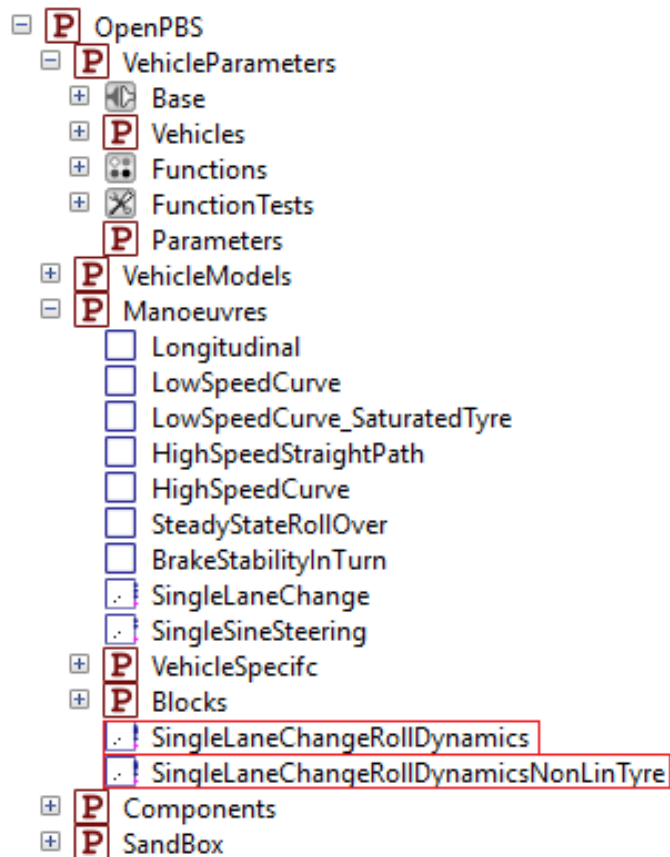 P OpenPBS
P VehicleParameters
Base
P Vehicles
Functions
FunctionTests
P Parameters
P VehicleModels
P Manoeuvres
Longitudinal
LowSpeedCurve
LowSpeedCurve_SaturatedTyre
HighSpeedStraightPath
HighSpeedCurve
SteadyStateRollOver
BrakeStabilityInTurn
SingleLaneChange
SingleSineSteering
P VehicleSpecifc
P Blocks
SingleLaneChangeRollDynamics
SingleLaneChangeRollDynamicsNonLinTyre
P Components
P SandBox